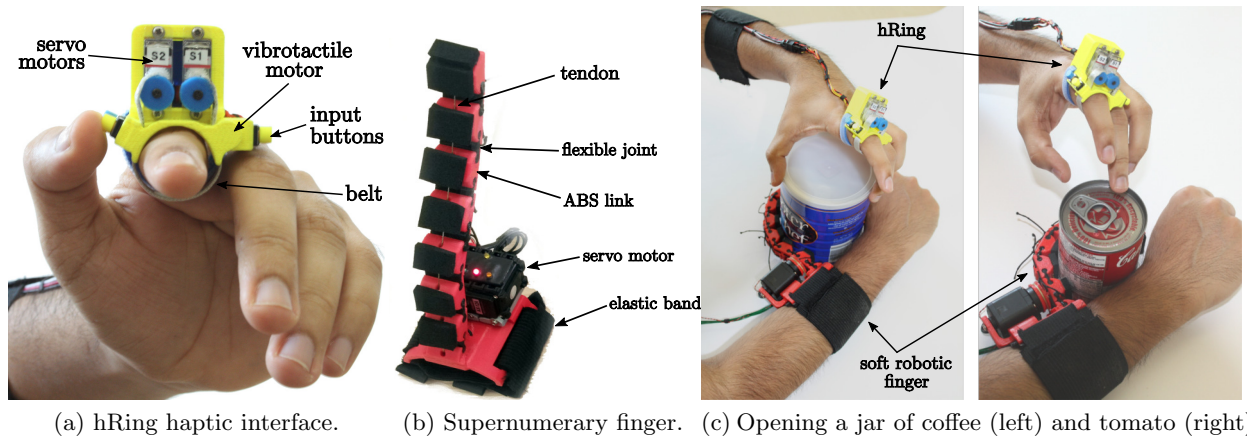 servo
motors
vibrotactile
motor
S2
S1
input
buttons
belt
tendon
flexible joint
ABS link
servo motor
elastic band
hRing
soft robotic
finger
(a) hRing haptic interface.
(b) Supernumerary finger.
(c) Opening a jar of coffee (left) and tomato (right)